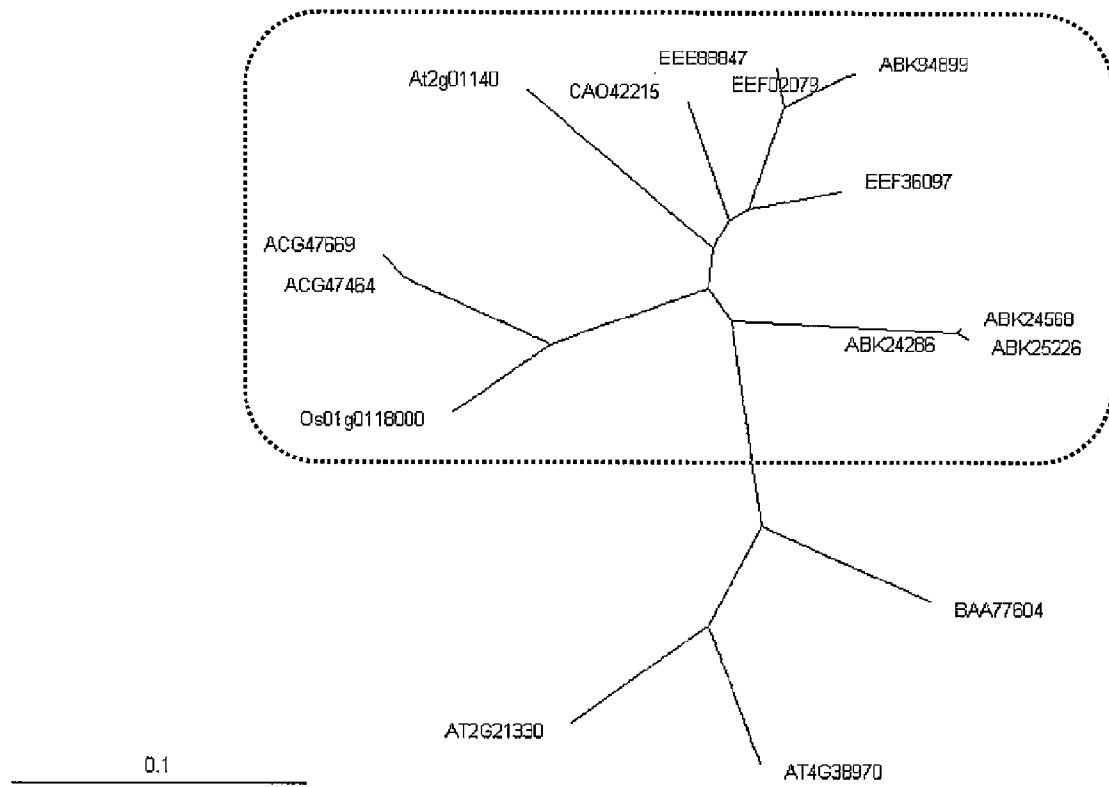 EEE88847
ABK94899
At2g01140
EEF02079
CAO42215
EEF36097
ACG47669
ACG47464
ABK24568
ABK24286
ABK25226
Os01g0118000
BAA77604
AT2G21330
0.1
AT4G38970